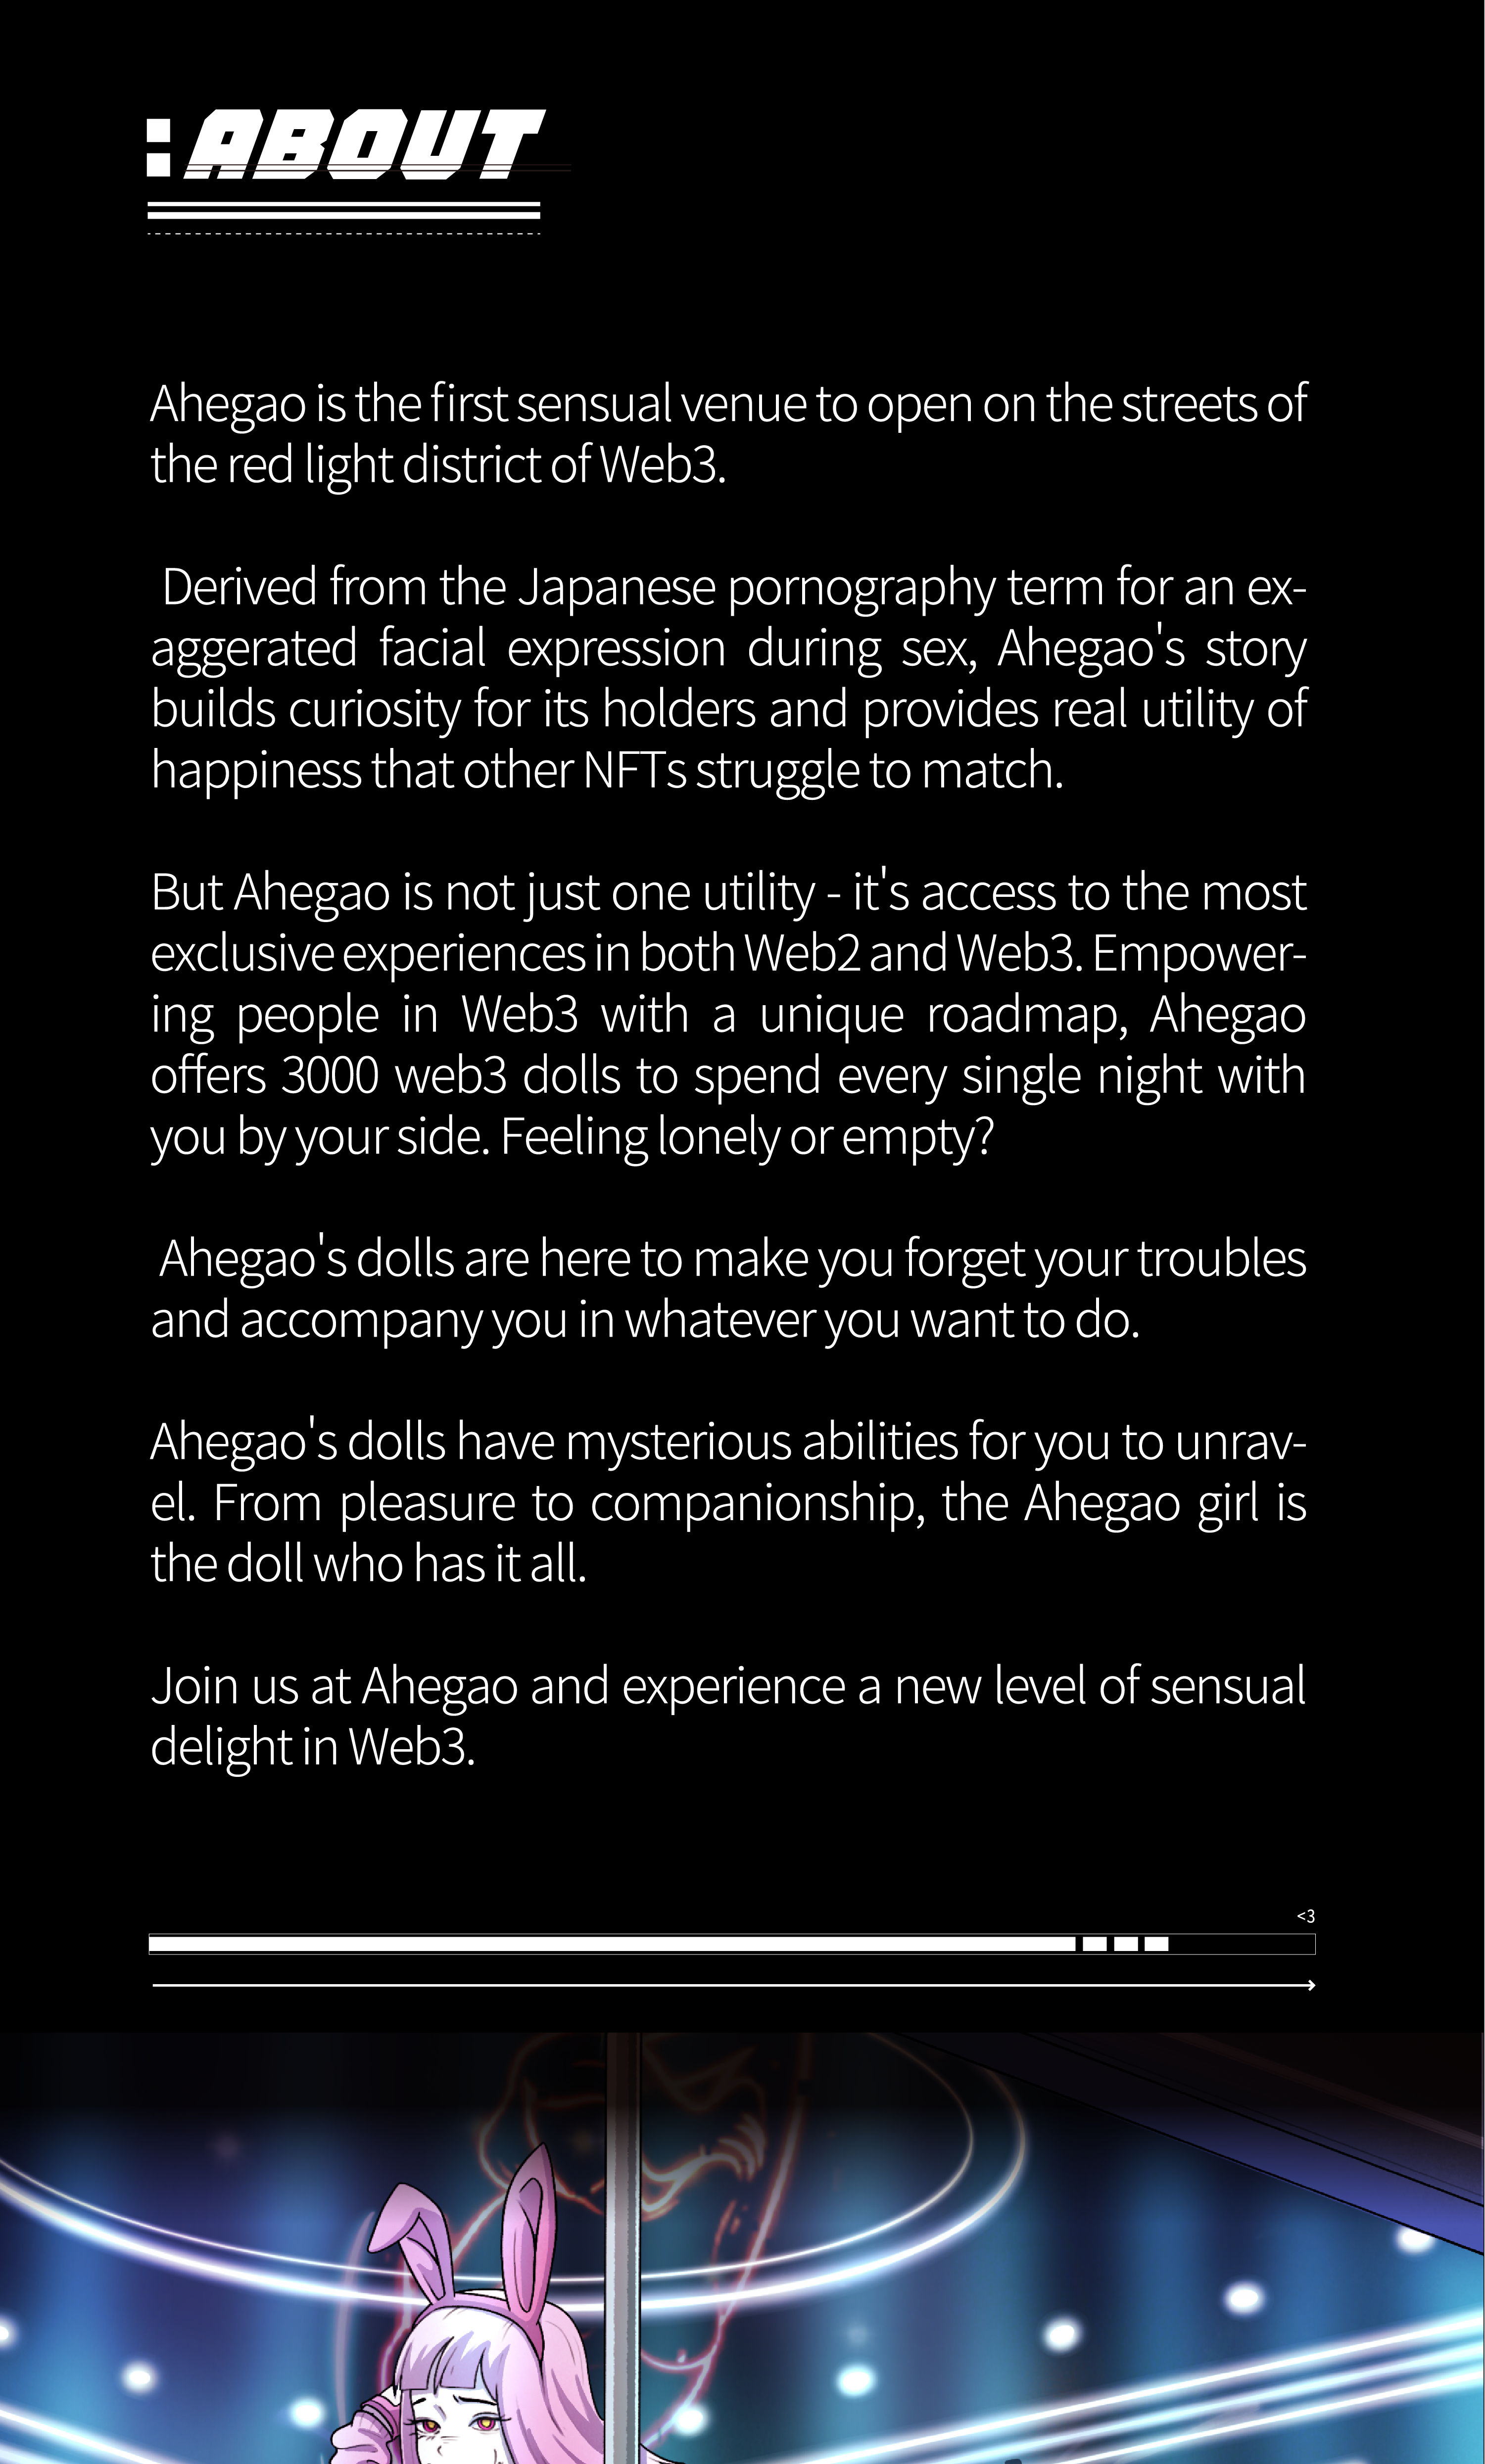 :ABOUT
Ahegao is the first sensual venue to open on the streets of
the red light district of Web3.
Derived from the Japanese pornography term for an ex-
aggerated facial expression during sex, Ahegao's story
builds curiosity for its holders and provides real utility of
happiness that other NFTs struggle to match.
But Ahegao is not just one utility - it's access to the most
exclusive experiences in both Web2 and Web3. Empower-
ing people in Web3 with a unique roadmap, Ahegao
offers 3000 web3 dolls to spend every single night with
you by your side. Feeling lonely or empty?
Ahegao's dolls are here to make you forget your troubles
and accompany you in whatever you want to do.
Ahegao's dolls have mysterious abilities for you to unrav-
el. From pleasure to companionship, the Ahegao girl is
the doll who has it all.
Join us at Ahegao and experience a new level of sensual
delight in Web3.
<3